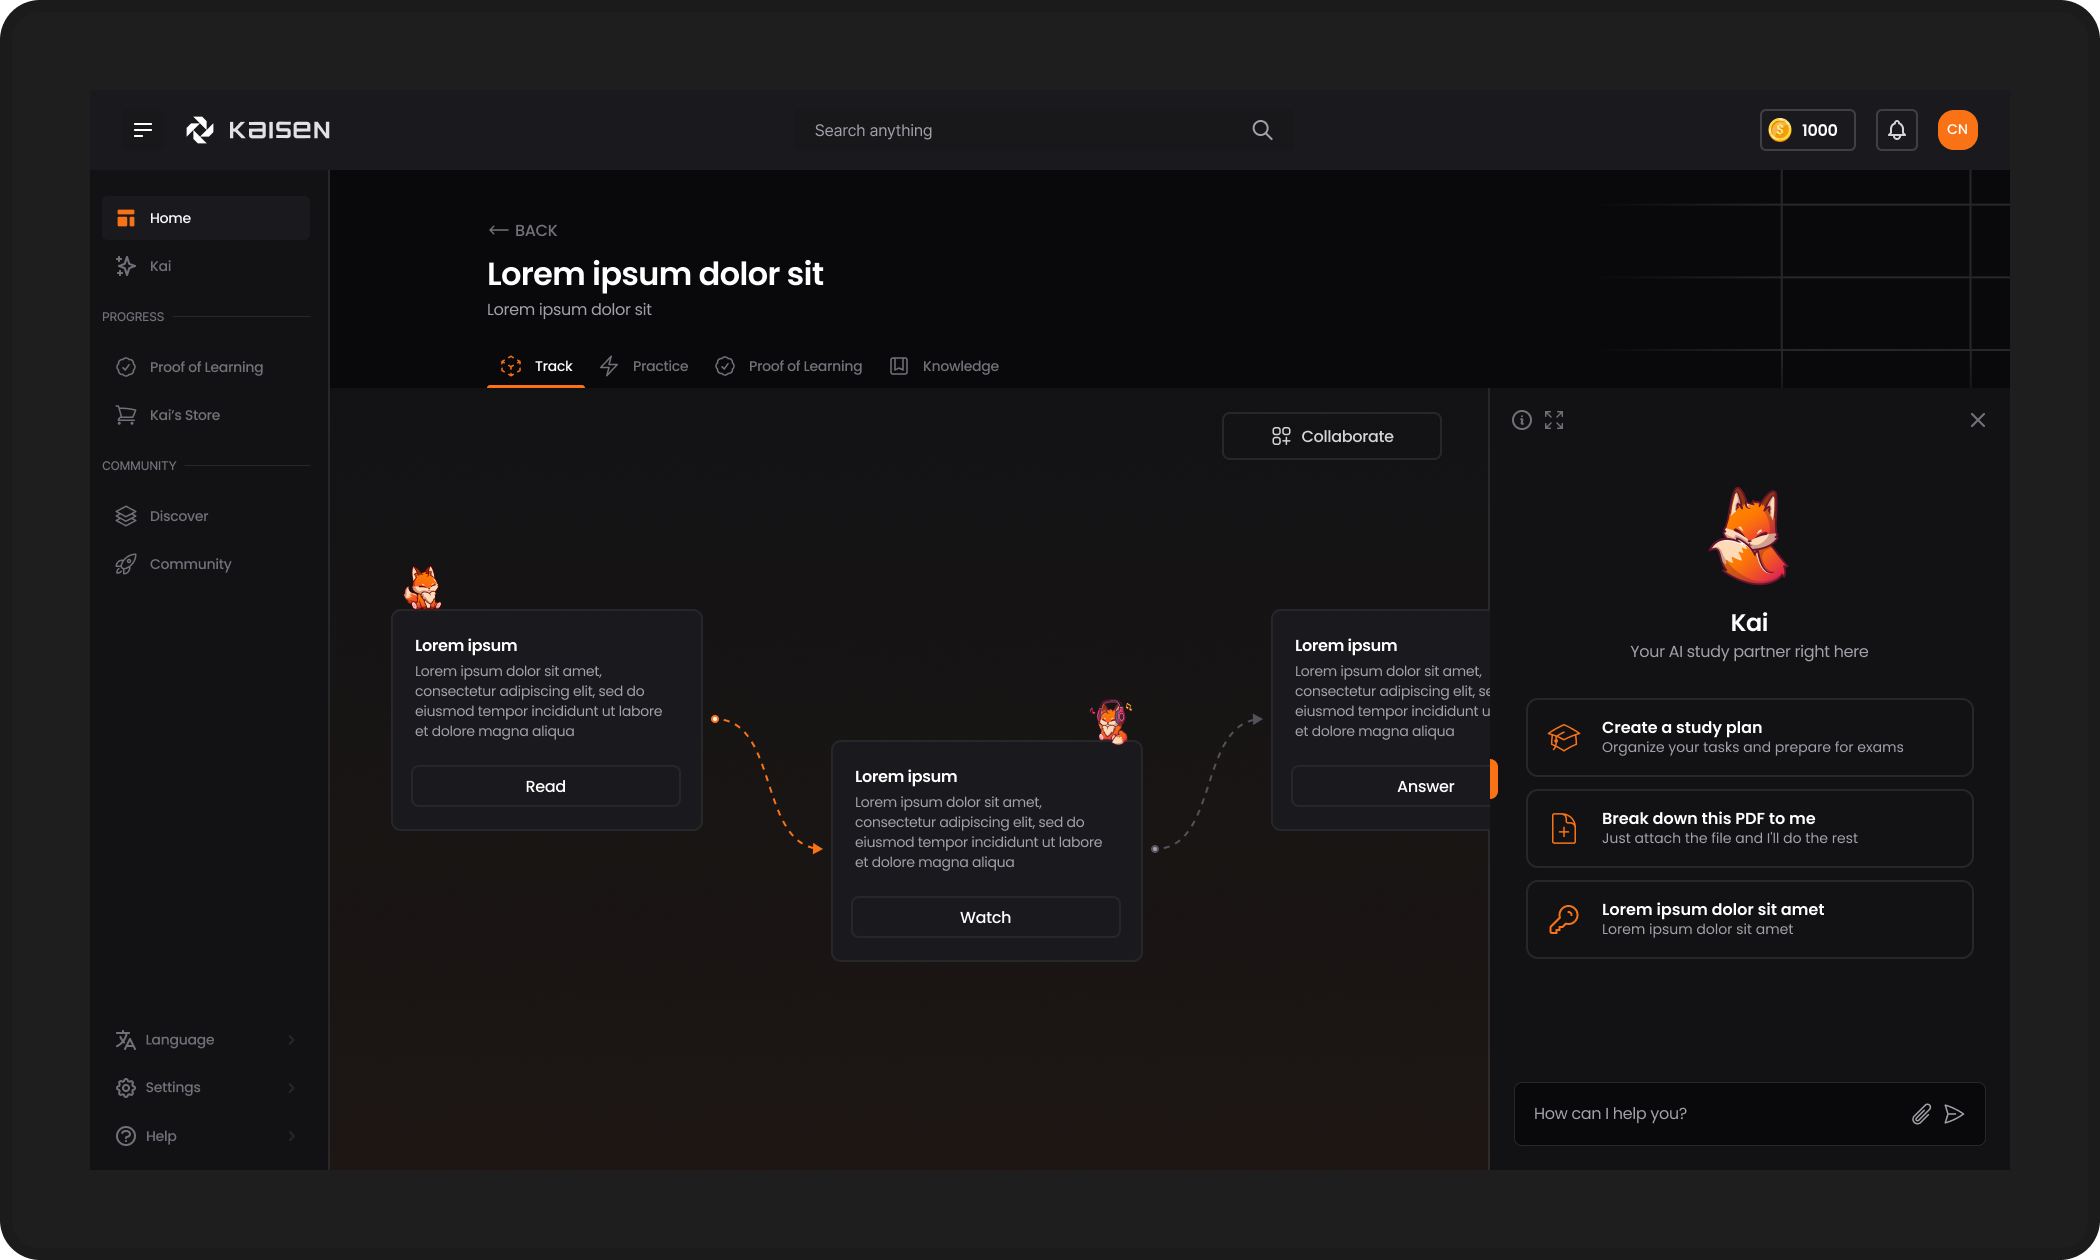 KAISEN
Search anything
1000
CN
Home
Kai
PROGRESS
Proof of Learning
Kai's Store
COMMUNITY
Discover
Community
Language
Settings
Help
BACK
Lorem ipsum dolor sit
Lorem ipsum dolor sit
Track
Practice
Proof of Learning
Knowledge
Collaborate
Lorem ipsum
Lorem ipsum dolor sit amet,
consectetur adipiscing elit, sed do
eiusmod tempor incididunt ut labore
et dolore magna aliqua
Read
Lorem ipsum
Lorem ipsum dolor sit amet,
consectetur adipiscing elit, sed do
eiusmod tempor incididunt ut labore
et dolore magna aliqua
Watch
Lorem ipsum
Lorem ipsum dolor sit amet,
consectetur adipiscing elit, se
eiusmod tempor incididunt u
et dolore magna aliqua
Answer
Kai
Your AI study partner right here
Create a study plan
Organize your tasks and prepare for exams
Break down this PDF to me
Just attach the file and I'll do the rest
Lorem ipsum dolor sit amet
Lorem ipsum dolor sit amet
How can I help you?